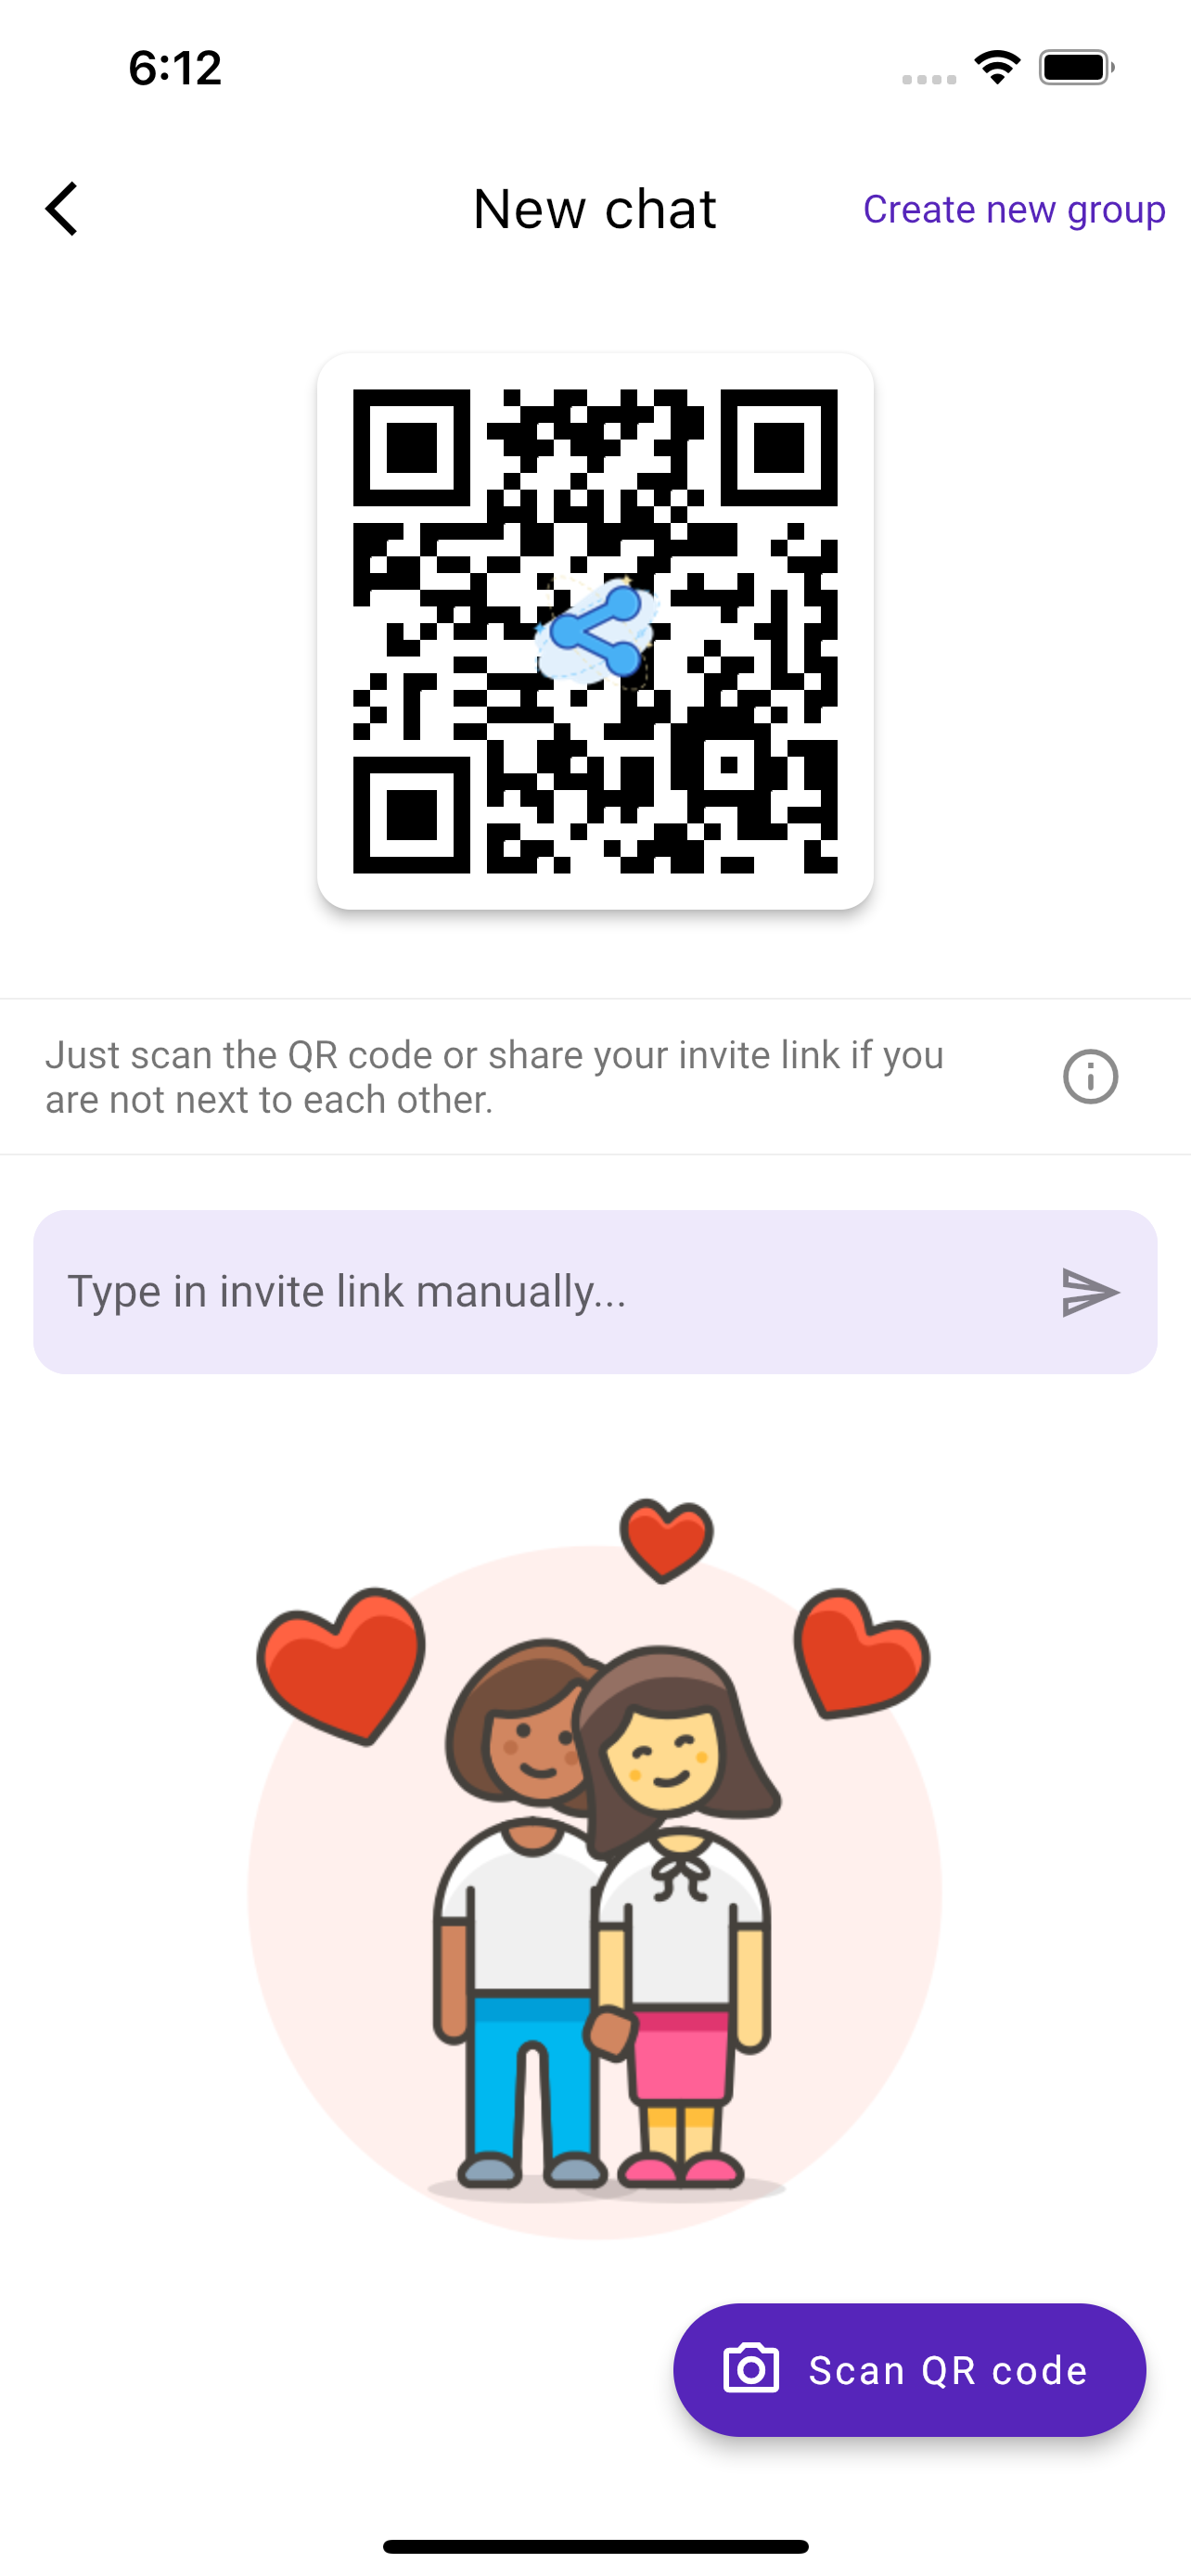 6:12
New chat
Create new group
Just scan the QR code or share your invite link if you
are not next to each other.
Type in invite link manually...
Scan QR code